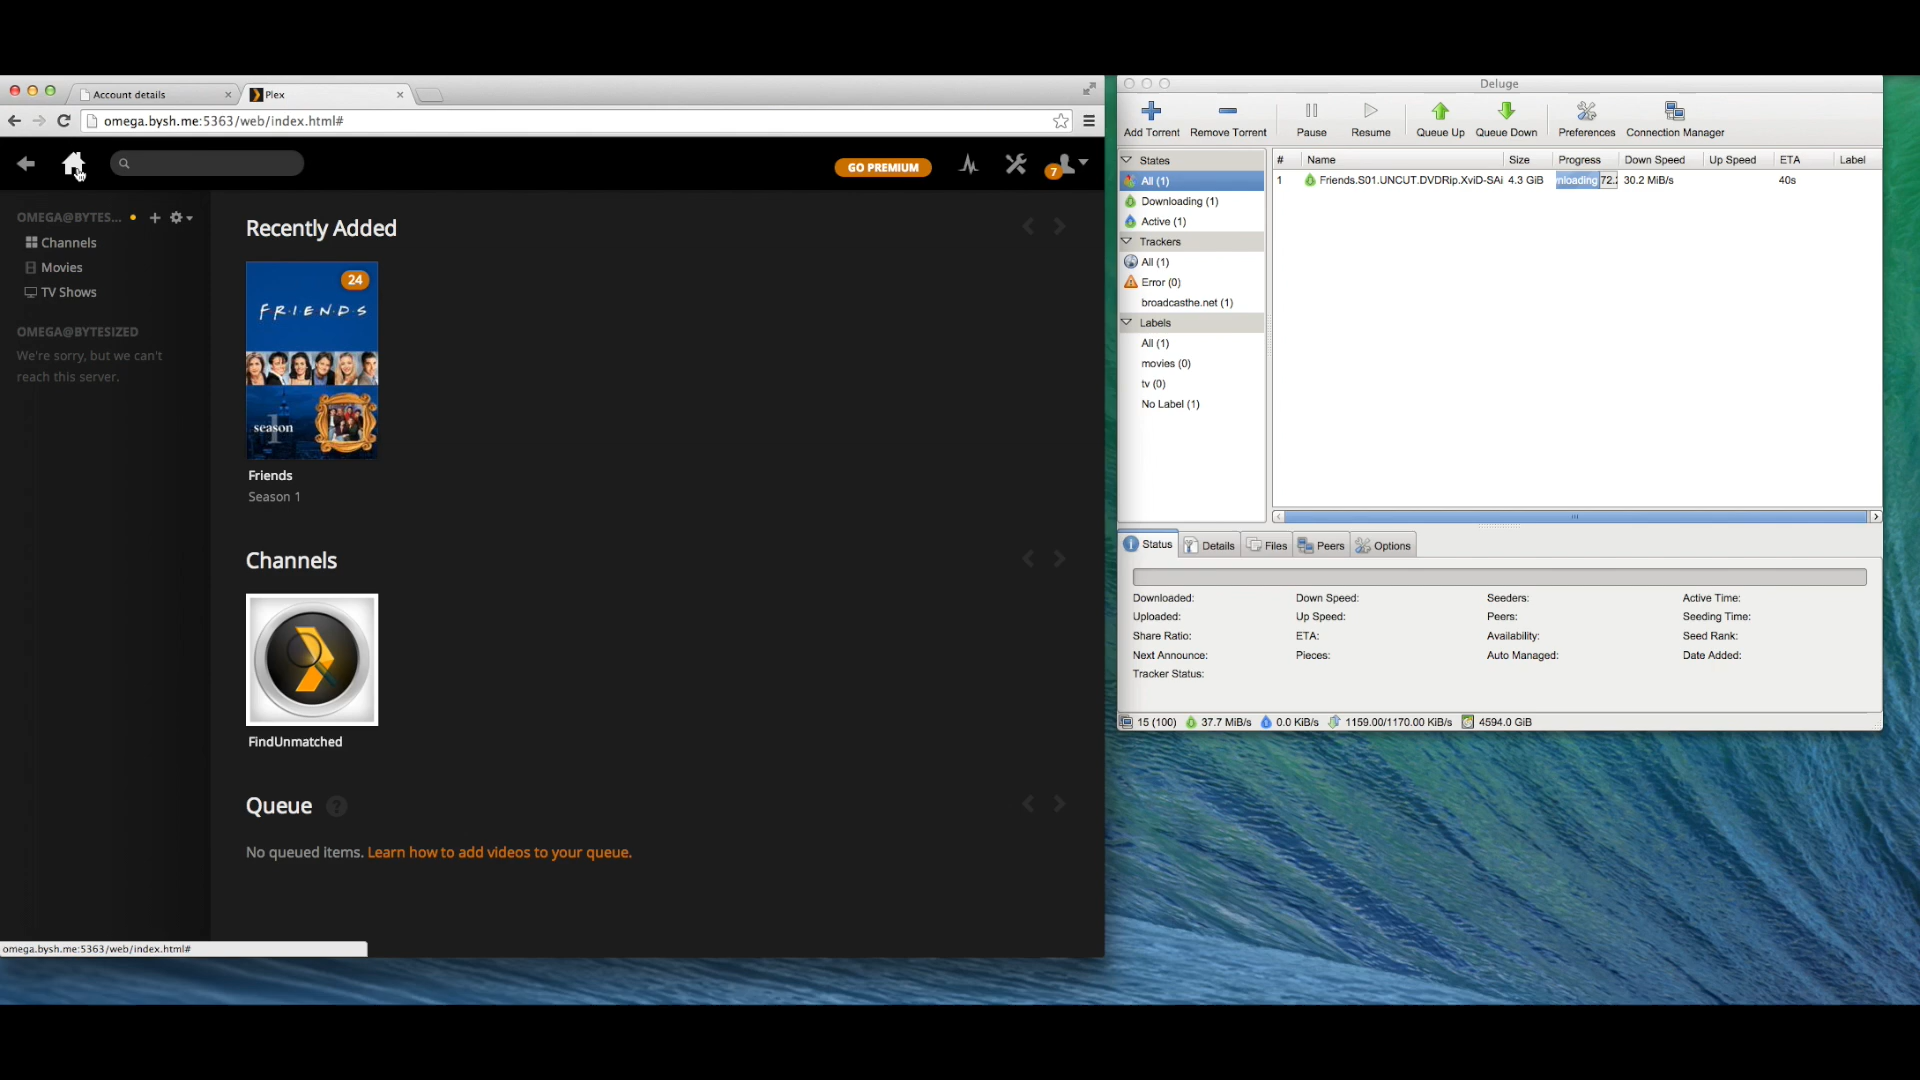 Account details
Plex
omega.bysh.me:5363/web/index.html#
GO PREMIUM
7
OMEGA@BYTES...
Channels
Movies
TV Shows
OMEGA@BYTESIZED
We're sorry, but we can't
reach this server.
Recently Added
24
FRIENDS
season 1
Friends
Season 1
Channels
FindUnmatched
Queue ?
No queued items. Learn how to add videos to your queue.
omega.bysh.me:5363/web/index.html#
Deluge
Add Torrent Remove Torrent Pause Resume Queue Up Queue Down Preferences Connection Manager
States
All (1)
Downloading (1)
Active (1)
Trackers
All (1)
Error (0)
broadcasthe.net (1)
Labels
All (1)
movies (0)
tv (0)
No Label (1)
# Name Size Progress Down Speed Up Speed ETA Label
1 Friends.S01.UNCUT.DVDRip.XviD-SAi 4.3 GiB nloading 72. 30.2 MiB/s 40s
Status Details Files Peers Options
Downloaded: Down Speed: Seeders: Active Time:
Uploaded: Up Speed: Peers: Seeding Time:
Share Ratio: ETA: Availability: Seed Rank:
Next Announce: Pieces: Auto Managed: Date Added:
Tracker Status:
15 (100) 37.7 MiB/s 0.0 KiB/s 1159.00/1170.00 KiB/s 4594.0 GiB